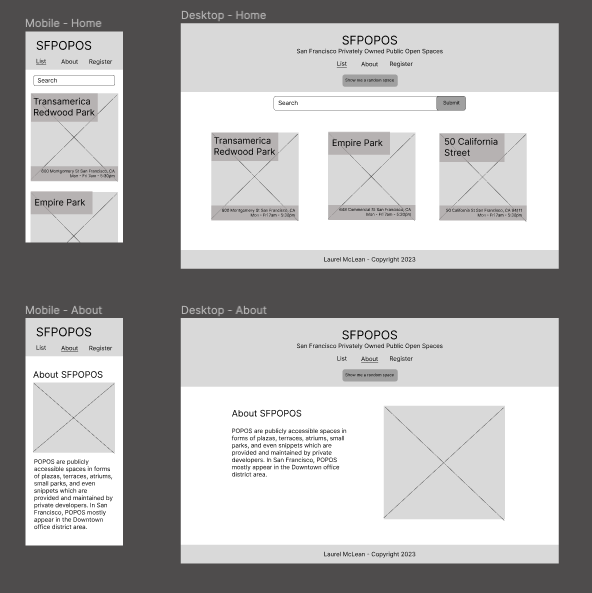 Mobile - Home
SFPOPOS
List About Register
Search
Transamerica
Redwood Park
600 Montgomery St San Francisco, CA
Mon - Fri 7am - 5:30pm
Empire Park
Desktop - Home
SFPOPOS
San Francisco Privately Owned Public Open Spaces
List About Register
Show me a random space
Search Submit
Transamerica
Redwood Park
600 Montgomery St San Francisco, CA
Mon - Fri 7am - 5:30pm
Empire Park
648 Commercial St San Francisco, CA
Mon - Fri 7am - 5:30pm
50 California
Street
50 California St San Francisco, CA 94111
Mon - Fri 7am - 5:30pm
Laurel McLean - Copyright 2023
Mobile - About
SFPOPOS
List About Register
About SFPOPOS
POPOS are publicly
accessible spaces in forms
of plazas, terraces, atriums,
small parks, and even
snippets which are
provided and maintained by
private developers. In San
Francisco, POPOS mostly
appear in the Downtown
office district area.
Desktop - About
SFPOPOS
San Francisco Privately Owned Public Open Spaces
List About Register
Show me a random space
About SFPOPOS
POPOS are publicly accessible spaces in
forms of plazas, terraces, atriums, small
parks, and even snippets which are
provided and maintained by private
developers. In San Francisco, POPOS
mostly appear in the Downtown office
district area.
Laurel McLean - Copyright 2023